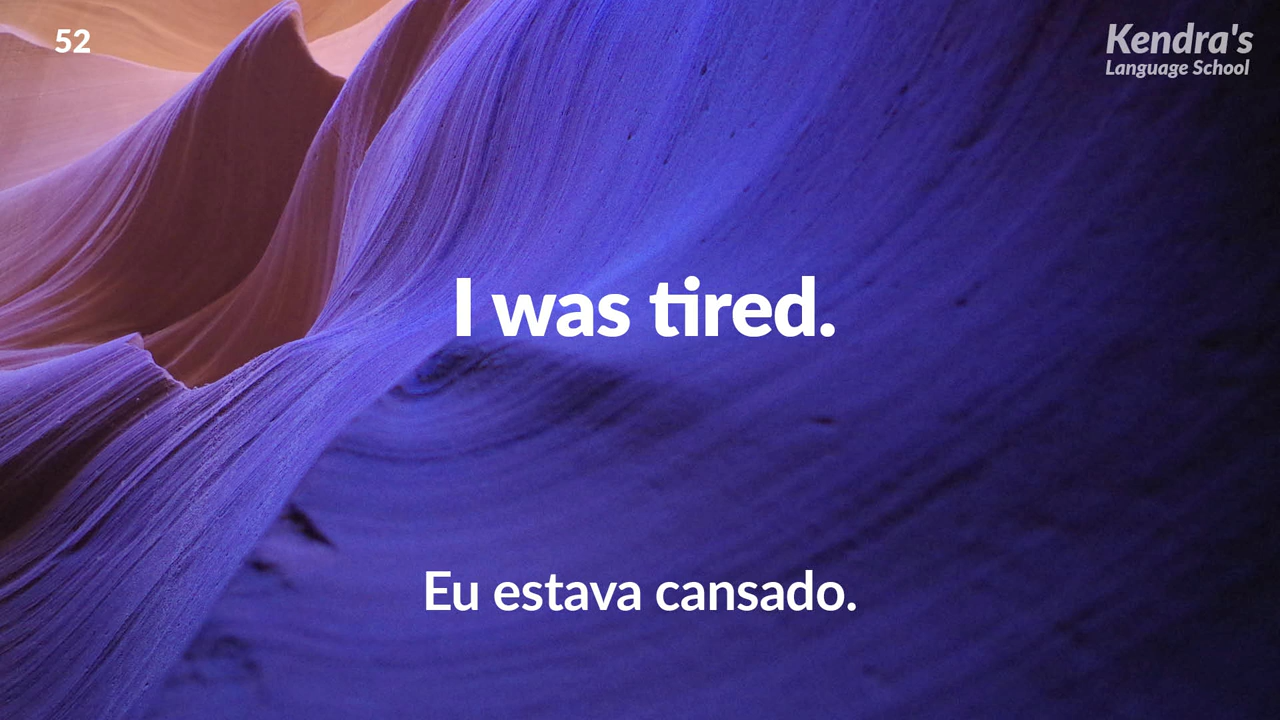 52
Kendra's
Language School
I was tired.
Eu estava cansado.